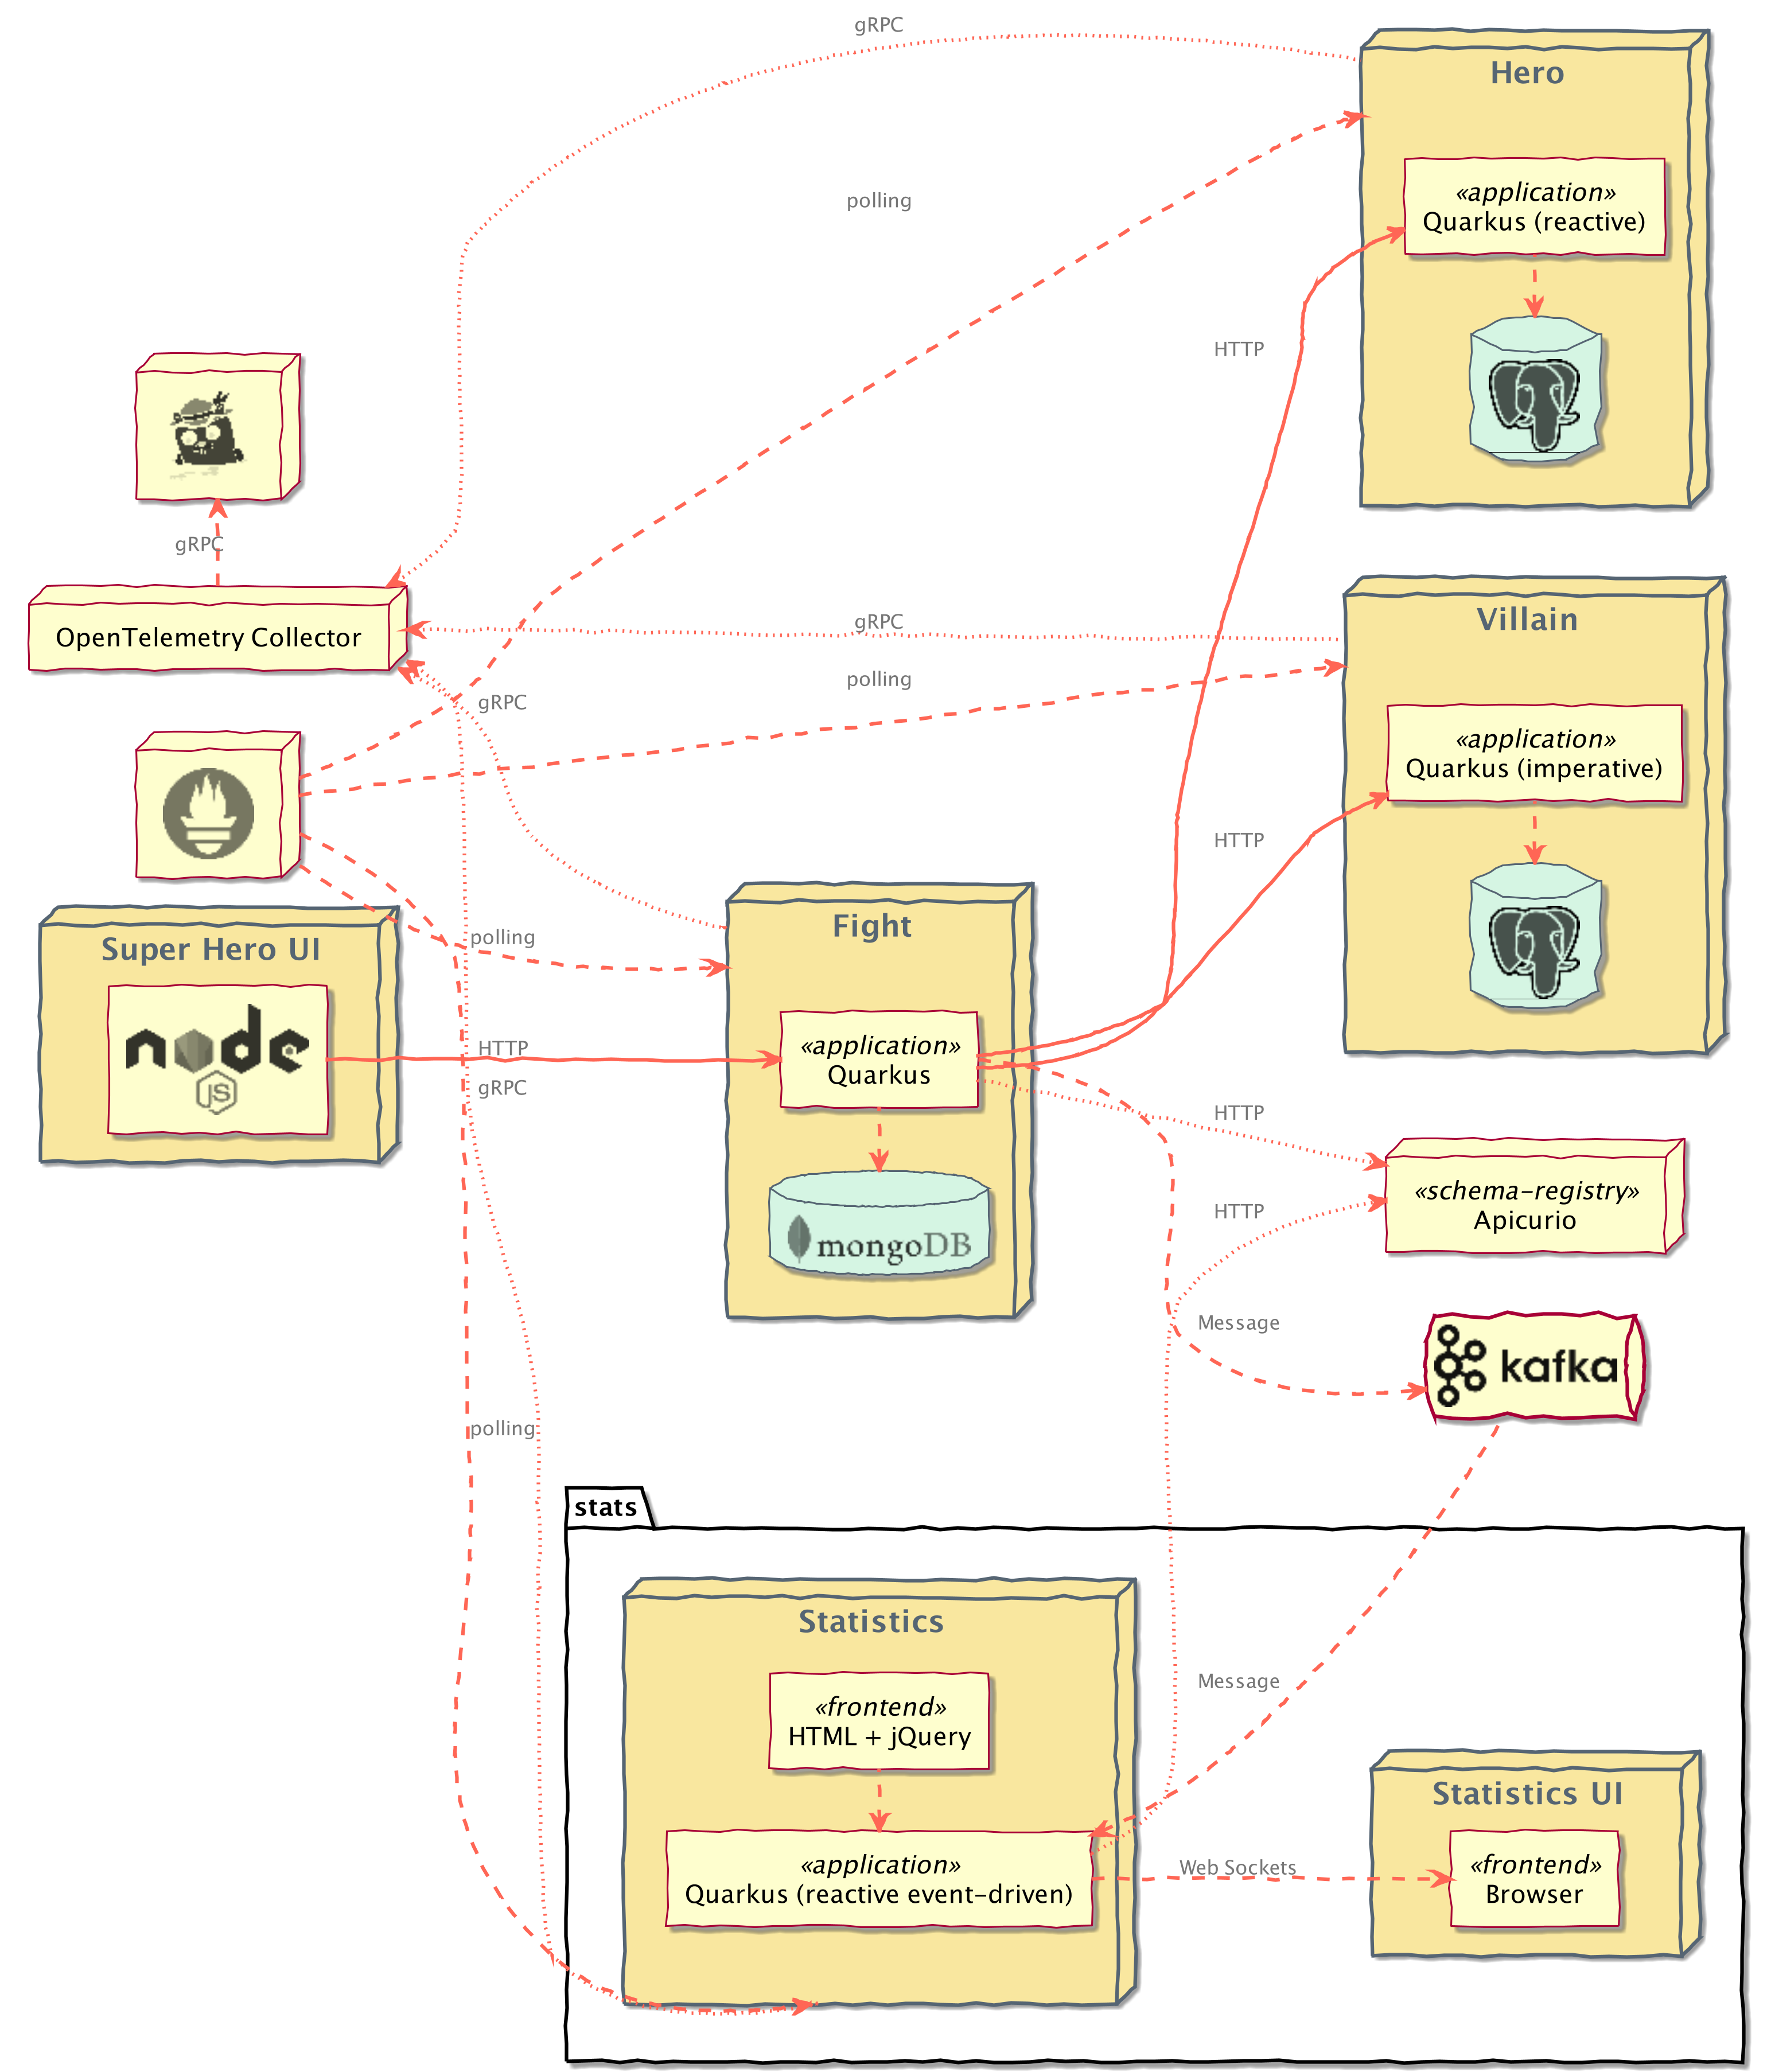 gRPC
Hero
«application»
Quarkus (reactive)
polling
HTTP
gRPC
OpenTelemetry Collector
gRPC
Villain
polling
gRPC
«application»
Quarkus (imperative)
HTTP
Super Hero UI
node
JS
polling
HTTP
gRPC
Fight
«application»
Quarkus
mongoDB
HTTP
«schema-registry»
Apicurio
HTTP
Message
kafka
polling
stats
Statistics
«frontend»
HTML + jQuery
Message
«application»
Quarkus (reactive event-driven)
Web Sockets
Statistics UI
«frontend»
Browser